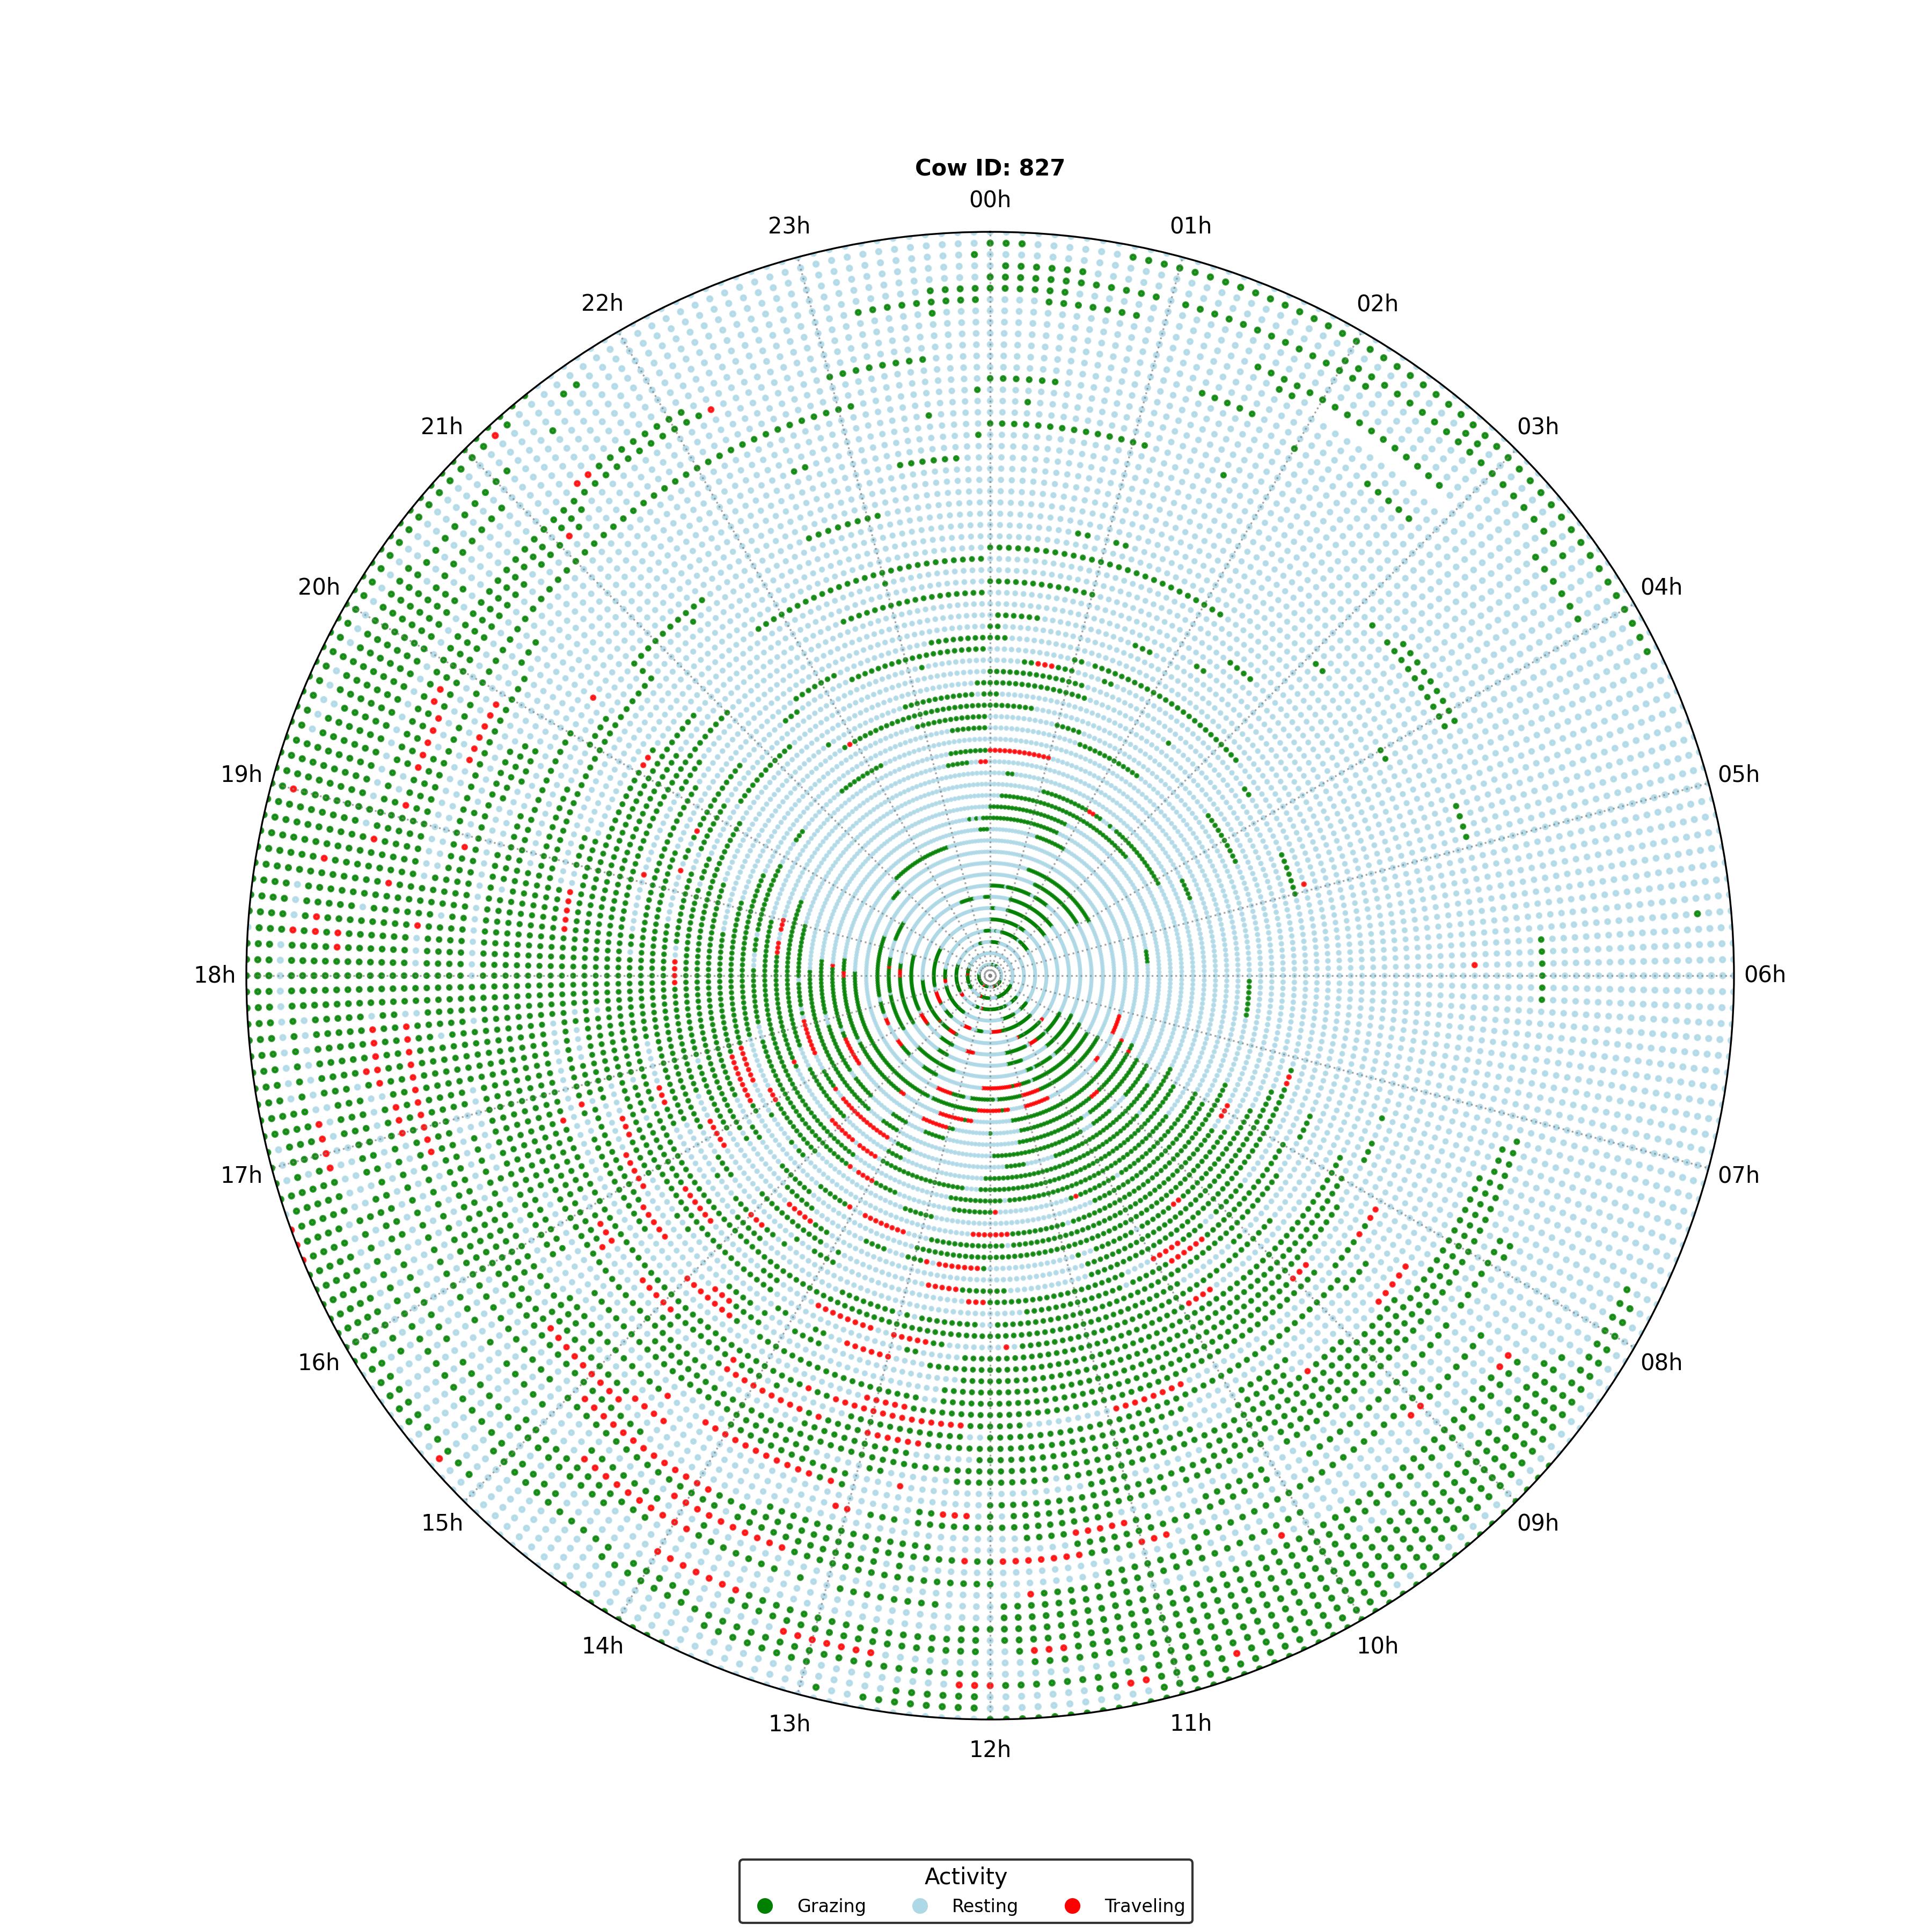 Cow ID: 827
00h
23h
01h
22h
02h
21h
03h
20h
04h
19h
05h
18h
06h
17h
07h
16h
08h
15h
09h
14h
10h
13h
11h
12h
Activity
Grazing Resting Traveling